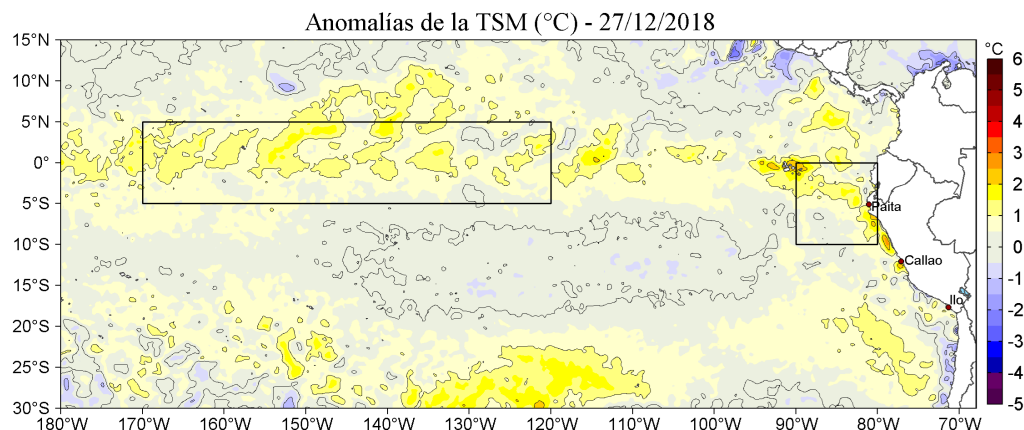 Anomalías de la TSM (°C) - 27/12/2018
°C
15°N
10°N
5°N
0°
5°S
10°S
15°S
20°S
25°S
30°S
180°W
170°W
160°W
150°W
140°W
130°W
120°W
110°W
100°W
90°W
80°W
70°W
Paita
Callao
Ilo
6
5
4
3
2
1
0
-1
-2
-3
-4
-5